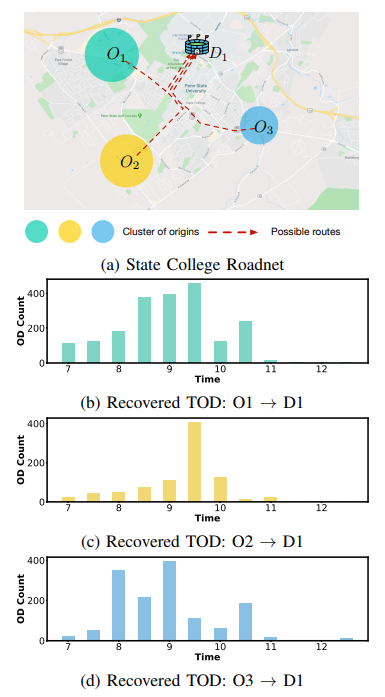 O1
D1
Penn State
University
O3
O2
Cluster of origins
Possible routes
(a) State College Roadnet
OD Count
400
200
0
7 8 9 10 11 12
Time
(b) Recovered TOD: O1 → D1
OD Count
400
200
0
7 8 9 10 11 12
Time
(c) Recovered TOD: O2 → D1
OD Count
400
200
0
7 8 9 10 11 12
Time
(d) Recovered TOD: O3 → D1